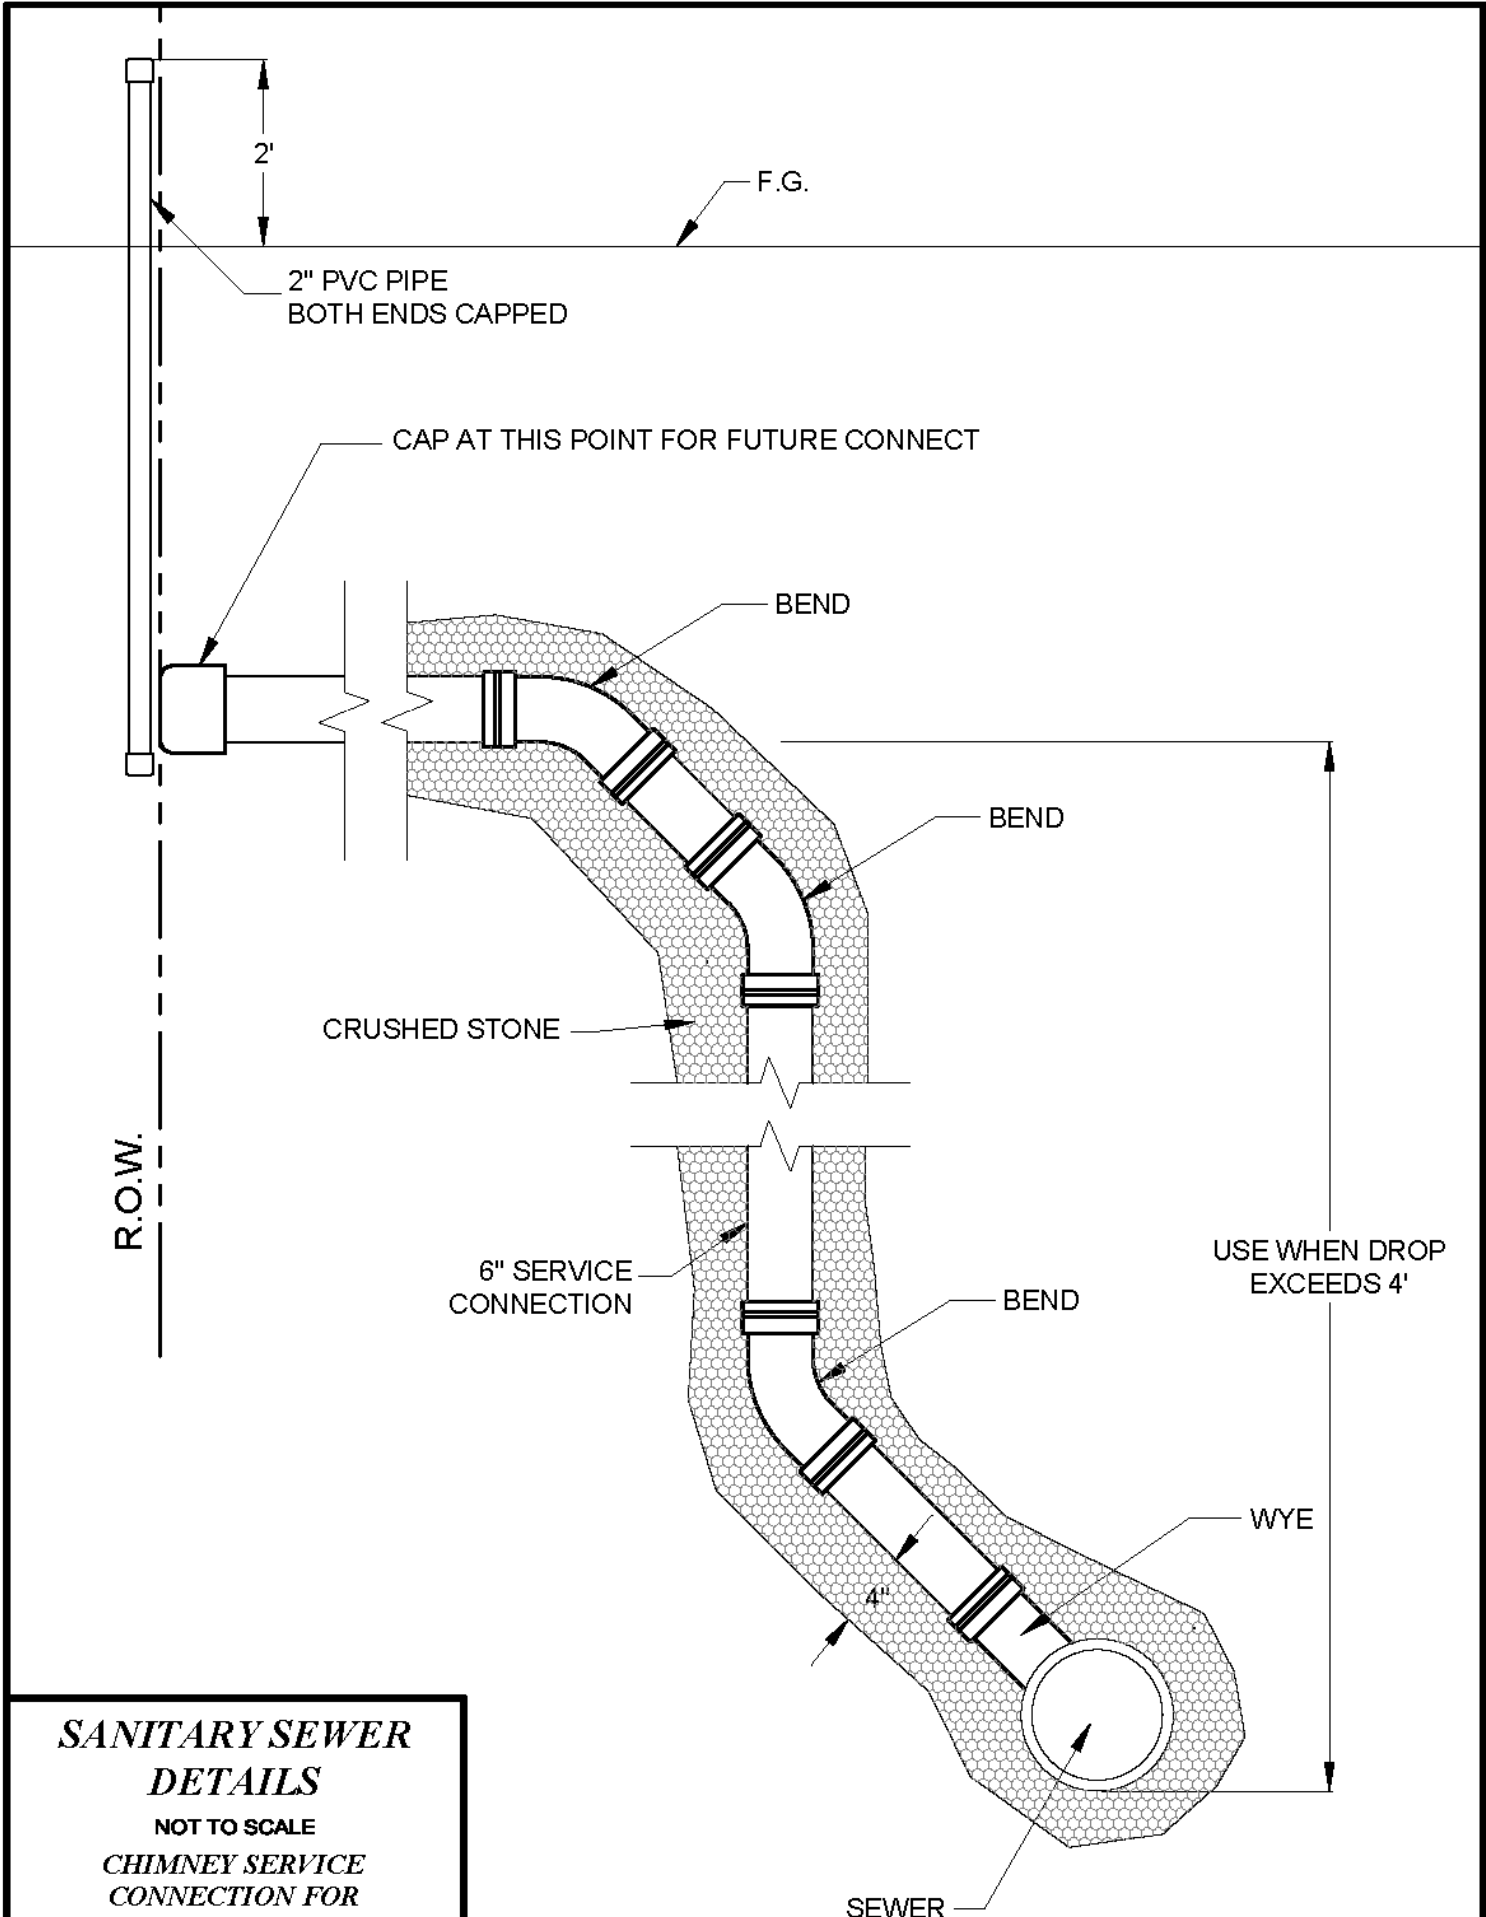 2'
F.G.
2" PVC PIPE
BOTH ENDS CAPPED
CAP AT THIS POINT FOR FUTURE CONNECT
BEND
BEND
CRUSHED STONE
R.O.W.
USE WHEN DROP
EXCEEDS 4'
6" SERVICE
CONNECTION
BEND
WYE
4"
SANITARY SEWER
DETAILS
NOT TO SCALE
CHIMNEY SERVICE
CONNECTION FOR
SEWER